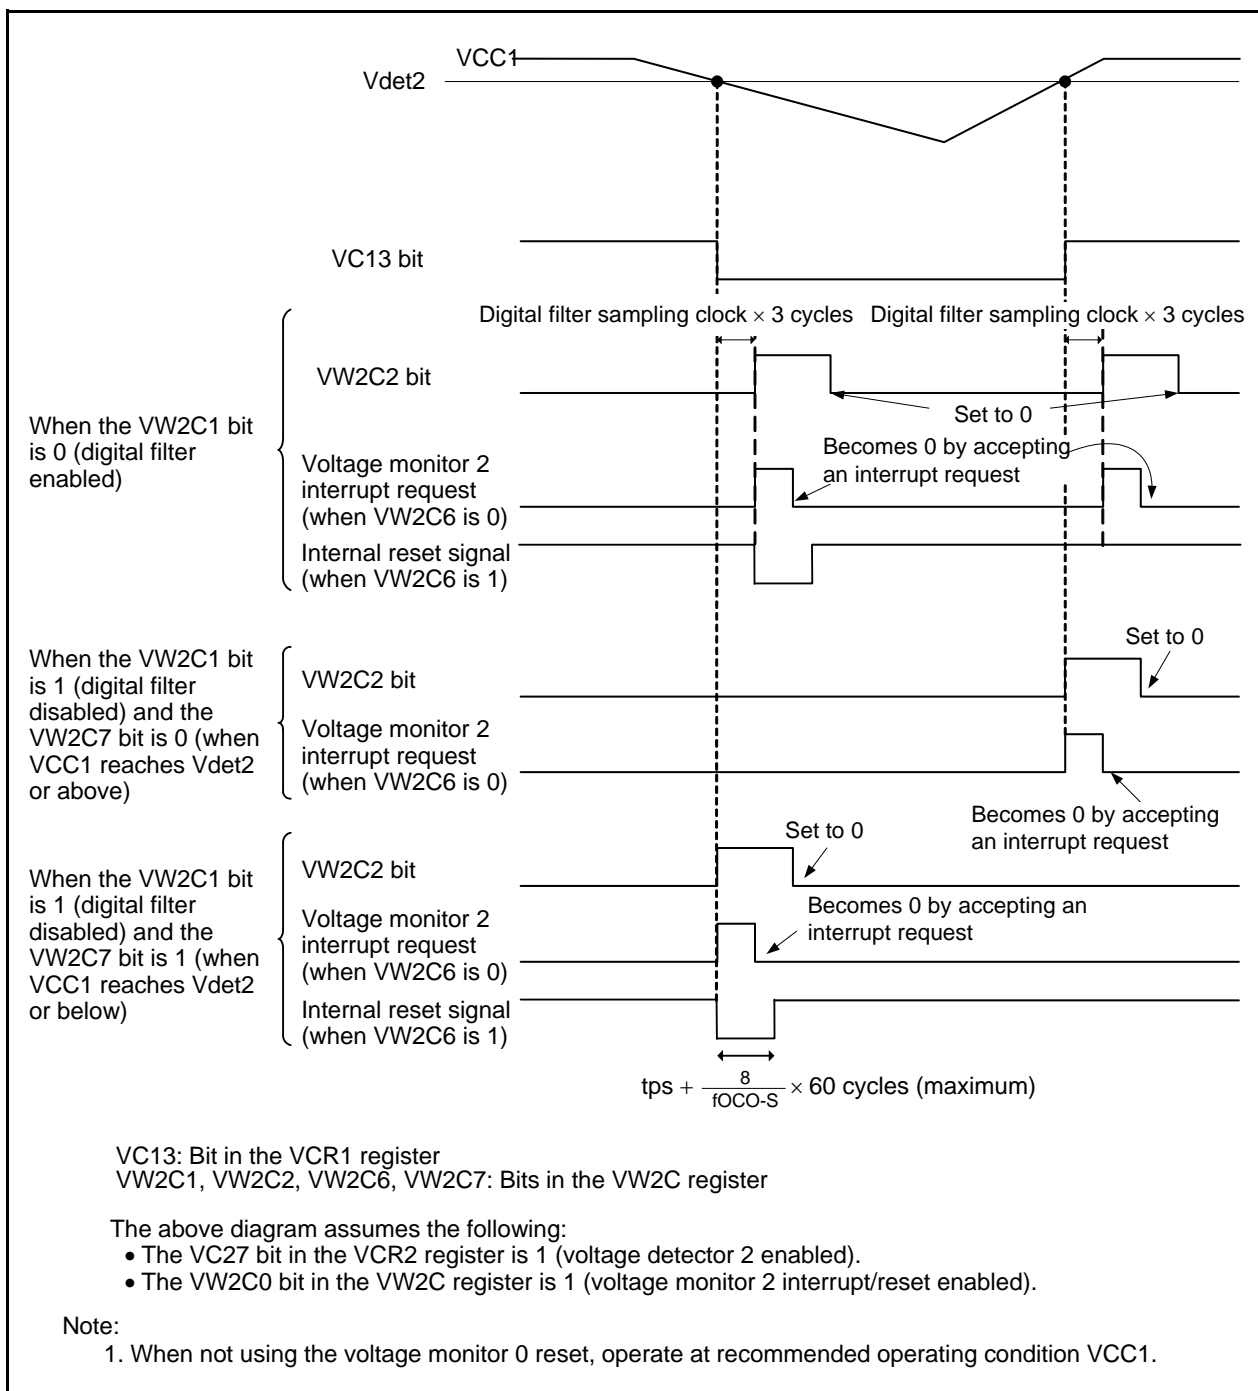 VCC1
Vdet2
VC13 bit
Digital filter sampling clock × 3 cycles
Digital filter sampling clock × 3 cycles
When the VW2C1 bit
is 0 (digital filter
enabled)
VW2C2 bit
Set to 0
Voltage monitor 2
interrupt request
(when VW2C6 is 0)
Becomes 0 by accepting
an interrupt request
Internal reset signal
(when VW2C6 is 1)
When the VW2C1 bit
is 1 (digital filter
disabled) and the
VW2C7 bit is 0 (when
VCC1 reaches Vdet2
or above)
VW2C2 bit
Set to 0
Voltage monitor 2
interrupt request
(when VW2C6 is 0)
Becomes 0 by accepting
an interrupt request
When the VW2C1 bit
is 1 (digital filter
disabled) and the
VW2C7 bit is 1 (when
VCC1 reaches Vdet2
or below)
VW2C2 bit
Set to 0
Voltage monitor 2
interrupt request
(when VW2C6 is 0)
Becomes 0 by accepting an
interrupt request
Internal reset signal
(when VW2C6 is 1)
tps + 8/fOCO-S × 60 cycles (maximum)
VC13: Bit in the VCR1 register
VW2C1, VW2C2, VW2C6, VW2C7: Bits in the VW2C register
The above diagram assumes the following:
• The VC27 bit in the VCR2 register is 1 (voltage detector 2 enabled).
• The VW2C0 bit in the VW2C register is 1 (voltage monitor 2 interrupt/reset enabled).
Note:
1. When not using the voltage monitor 0 reset, operate at recommended operating condition VCC1.